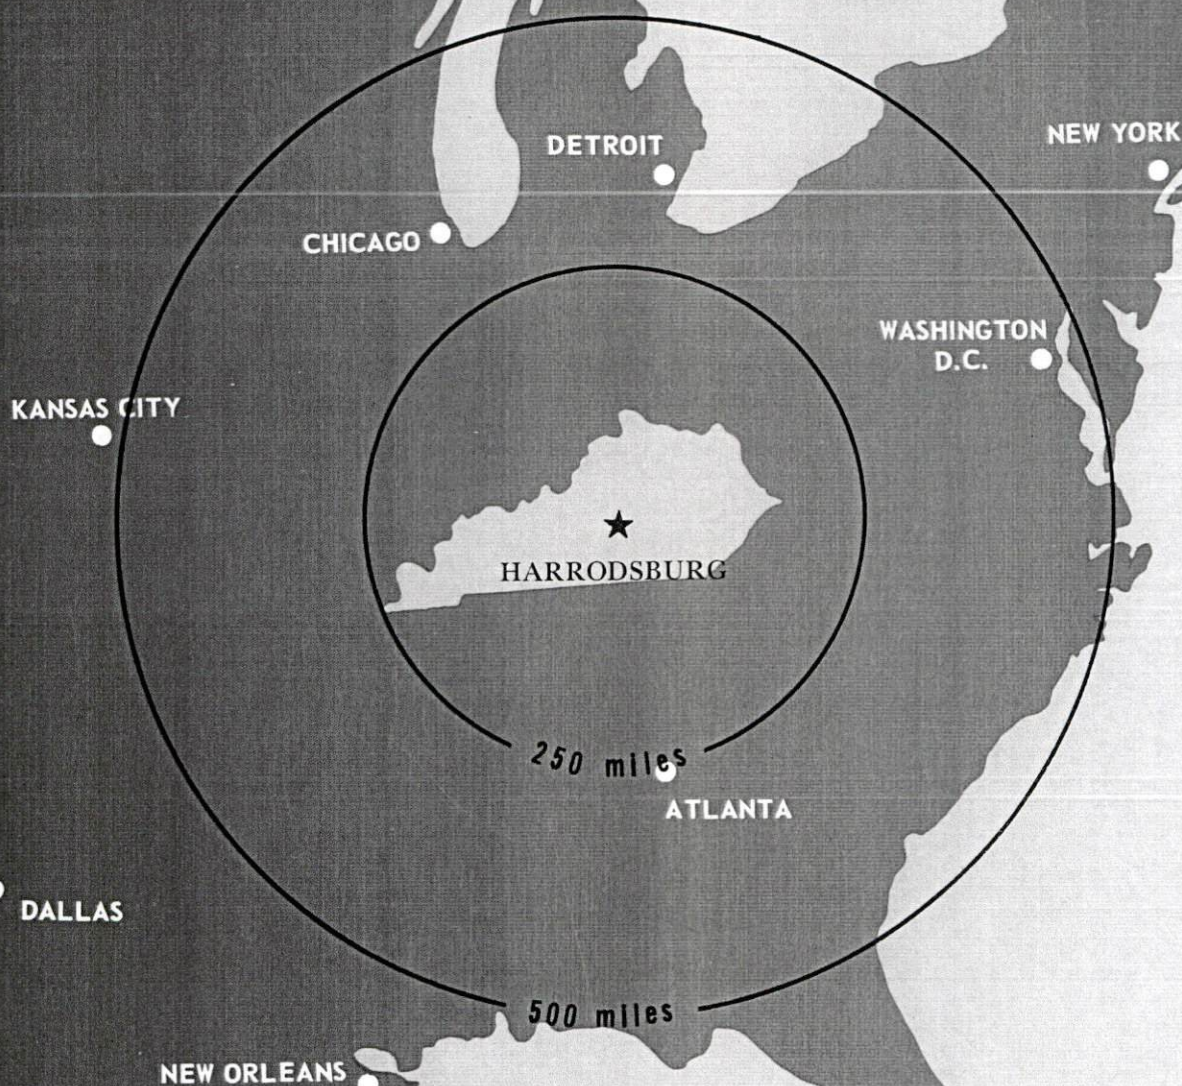 DETROIT
NEW YORK
CHICAGO
WASHINGTON
D.C.
KANSAS CITY
HARRODSBURG
250 miles
ATLANTA
DALLAS
500 miles
NEW ORLEANS